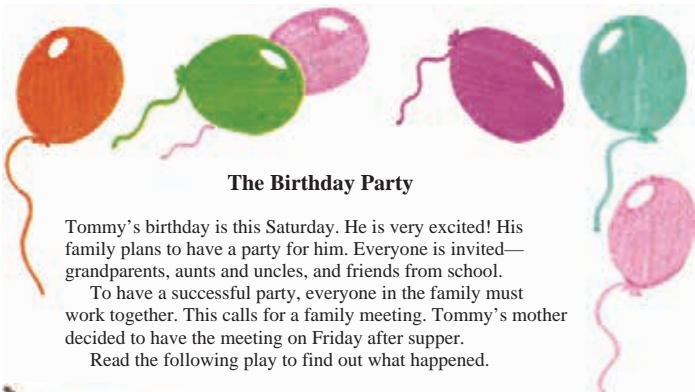 The Birthday Party
Tommy’s birthday is this Saturday. He is very excited! His
family plans to have a party for him. Everyone is invited—
grandparents, aunts and uncles, and friends from school.
To have a successful party, everyone in the family must
work together. This calls for a family meeting. Tommy’s mother
decided to have the meeting on Friday after supper.
Read the following play to find out what happened.